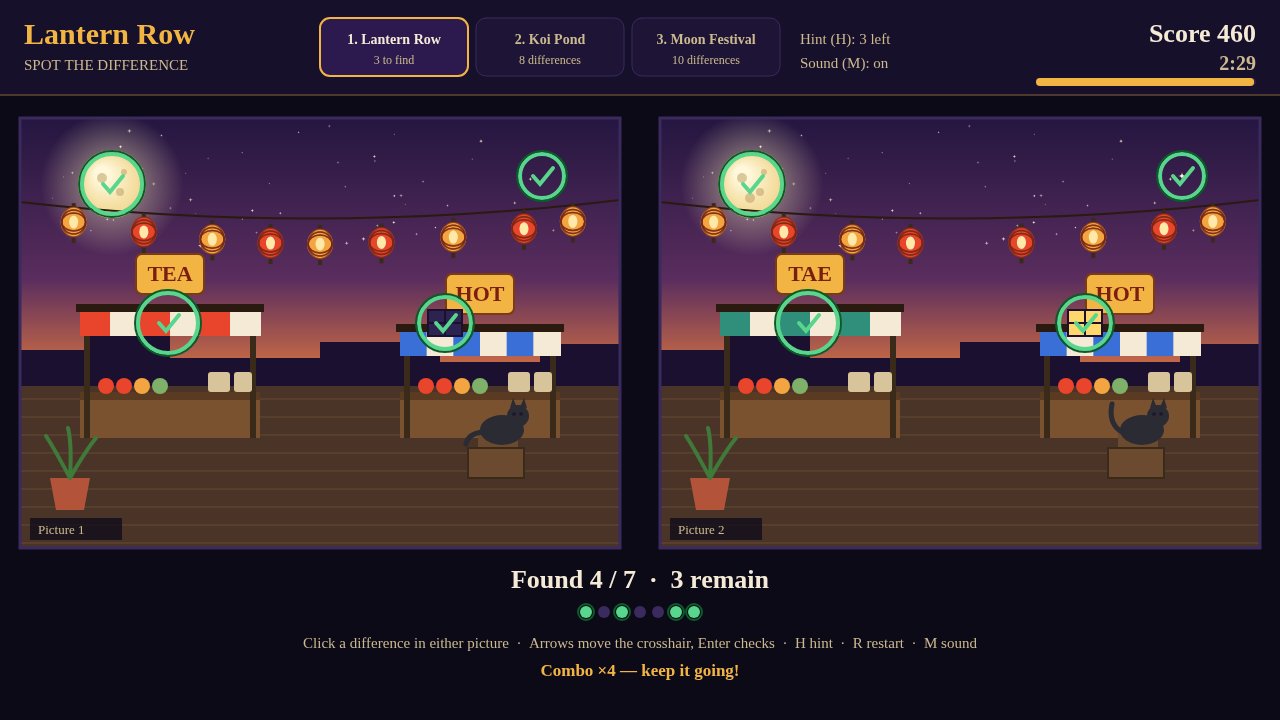 Lantern Row
SPOT THE DIFFERENCE
1. Lantern Row
3 to find
2. Koi Pond
8 differences
3. Moon Festival
10 differences
Hint (H): 3 left
Sound (M): on
Score 460
2:29
TEA
HOT
Picture 1
TAE
HOT
Picture 2
Found 4 / 7 · 3 remain
Click a difference in either picture · Arrows move the crosshair, Enter checks · H hint · R restart · M sound
Combo ×4 — keep it going!